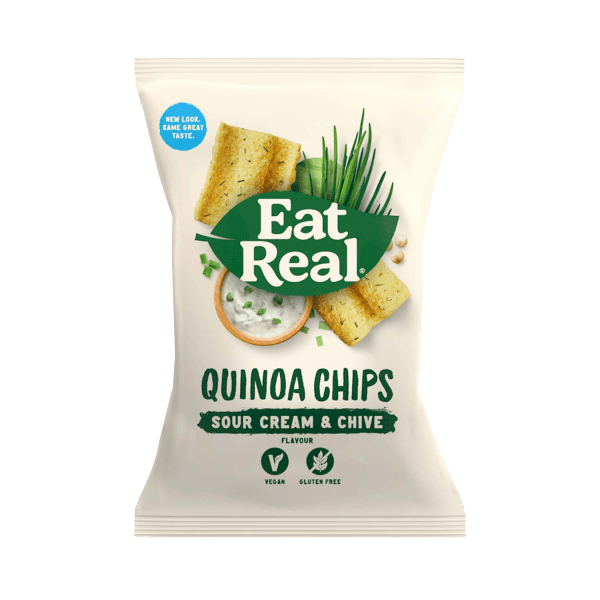 NEW LOOK.
SAME GREAT
TASTE.
Eat
Real®
QUINOA CHIPS
SOUR CREAM & CHIVE
FLAVOUR
VEGAN GLUTEN FREE